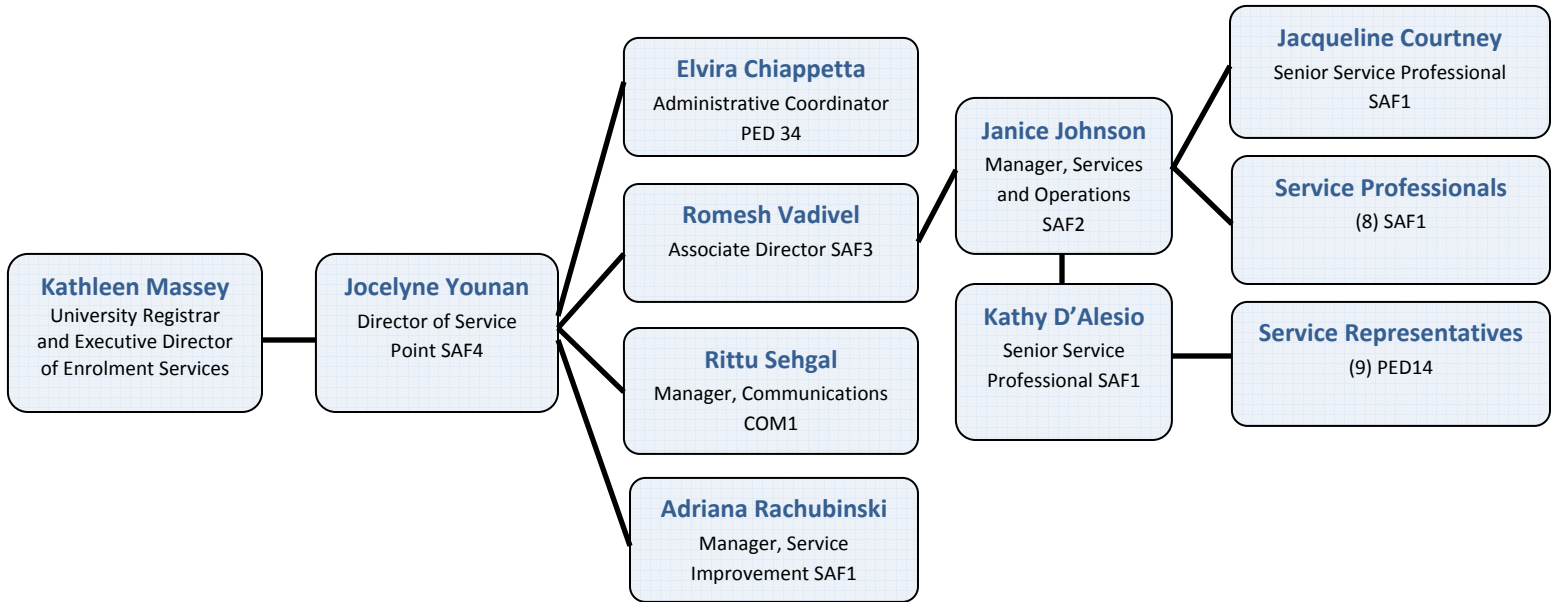 Kathleen Massey
University Registrar
and Executive Director
of Enrolment Services
Jocelyne Younan
Director of Service
Point SAF4
Elvira Chiappetta
Administrative Coordinator
PED 34
Romesh Vadivel
Associate Director SAF3
Rittu Sehgal
Manager, Communications
COM1
Adriana Rachubinski
Manager, Service
Improvement SAF1
Janice Johnson
Manager, Services
and Operations
SAF2
Kathy D’Alesio
Senior Service
Professional SAF1
Jacqueline Courtney
Senior Service Professional
SAF1
Service Professionals
(8) SAF1
Service Representatives
(9) PED14